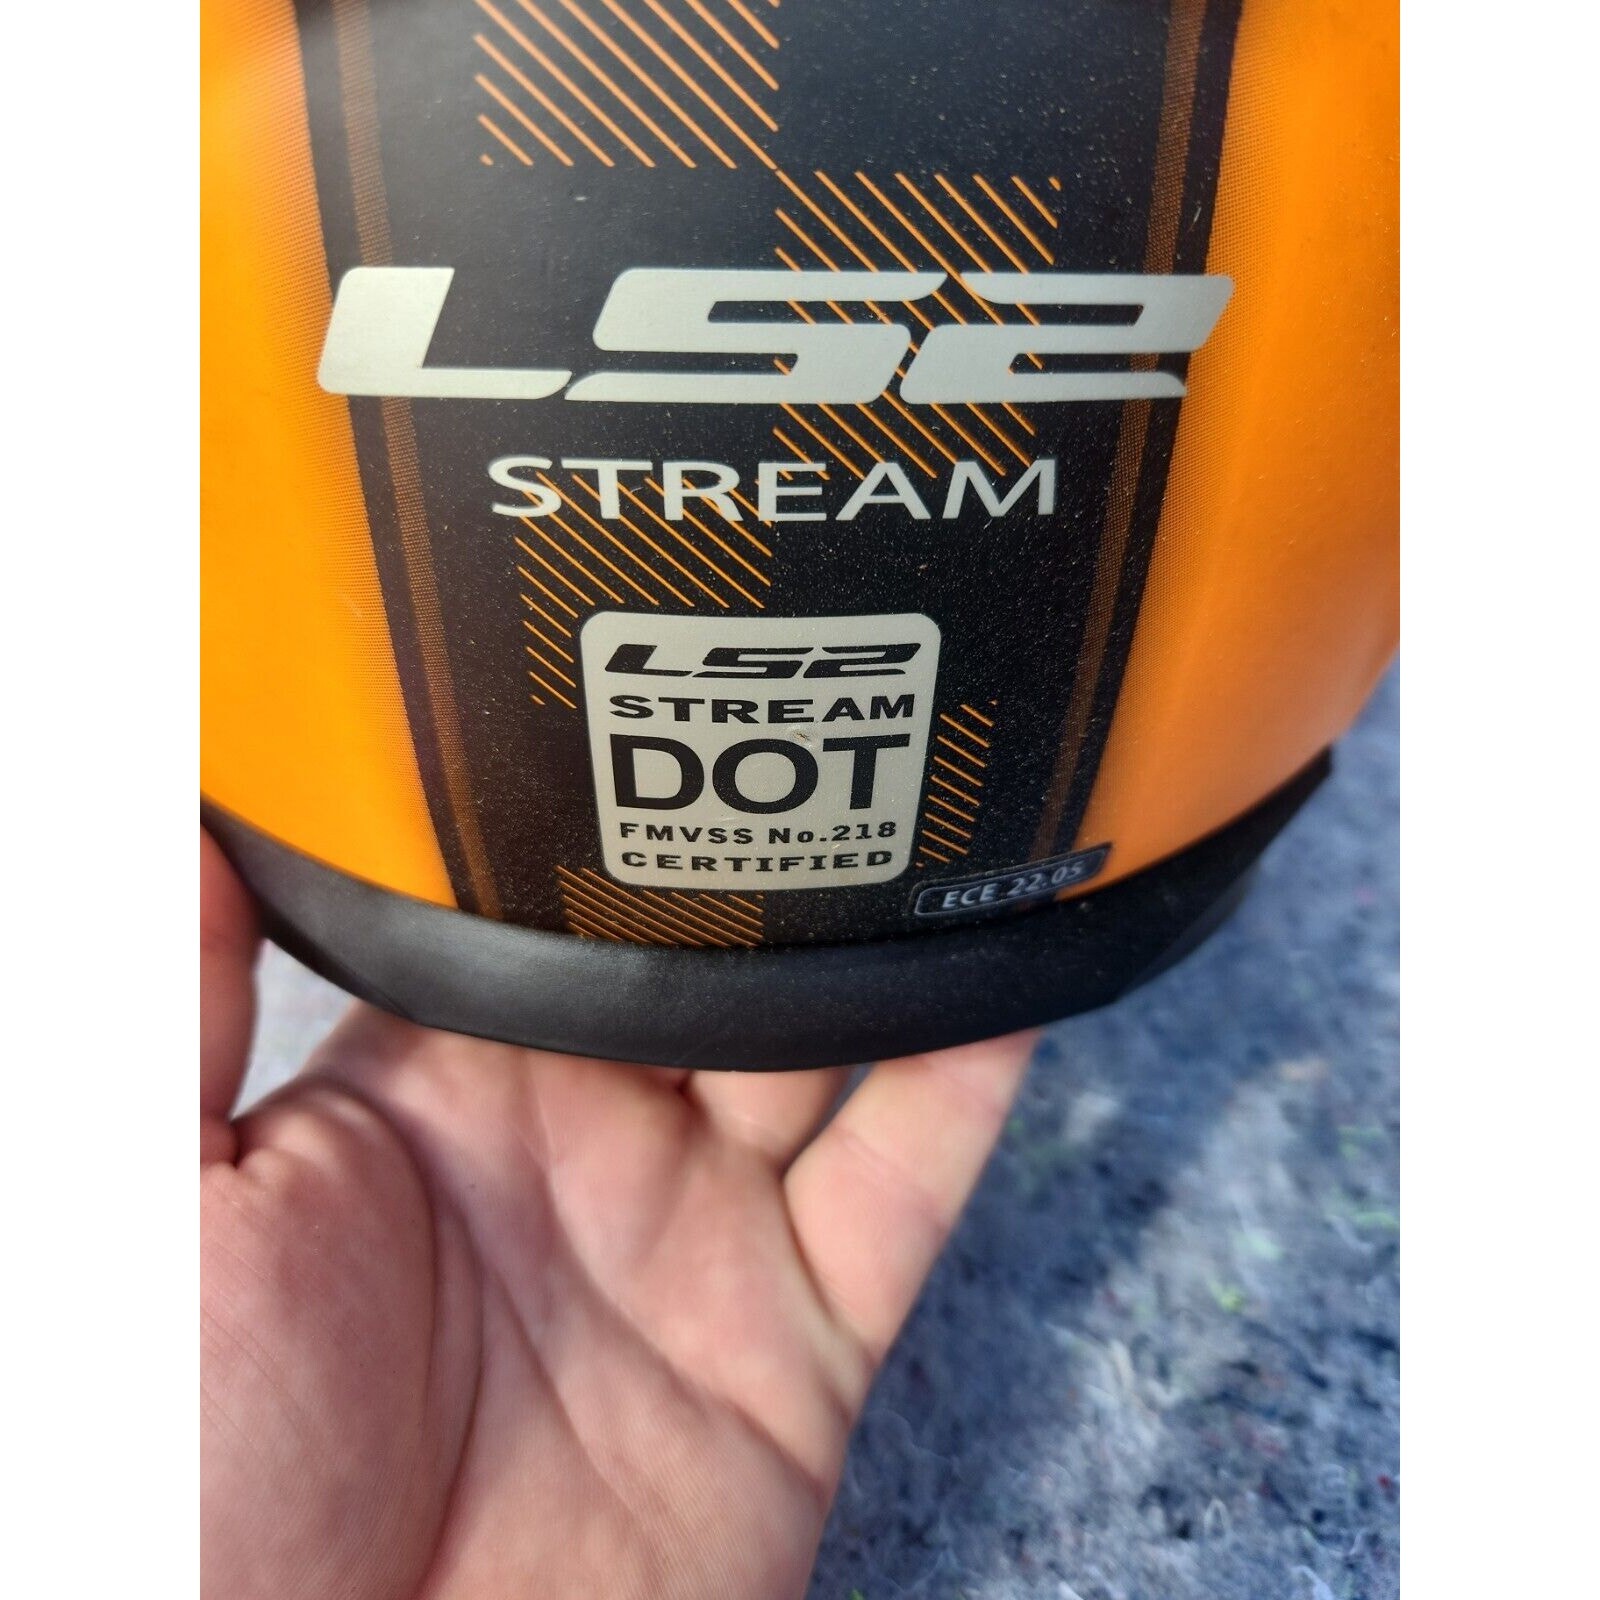 LS2
STREAM
LS2
STREAM
DOT
FMVSS No.218
CERTIFIED
ECE 22.05